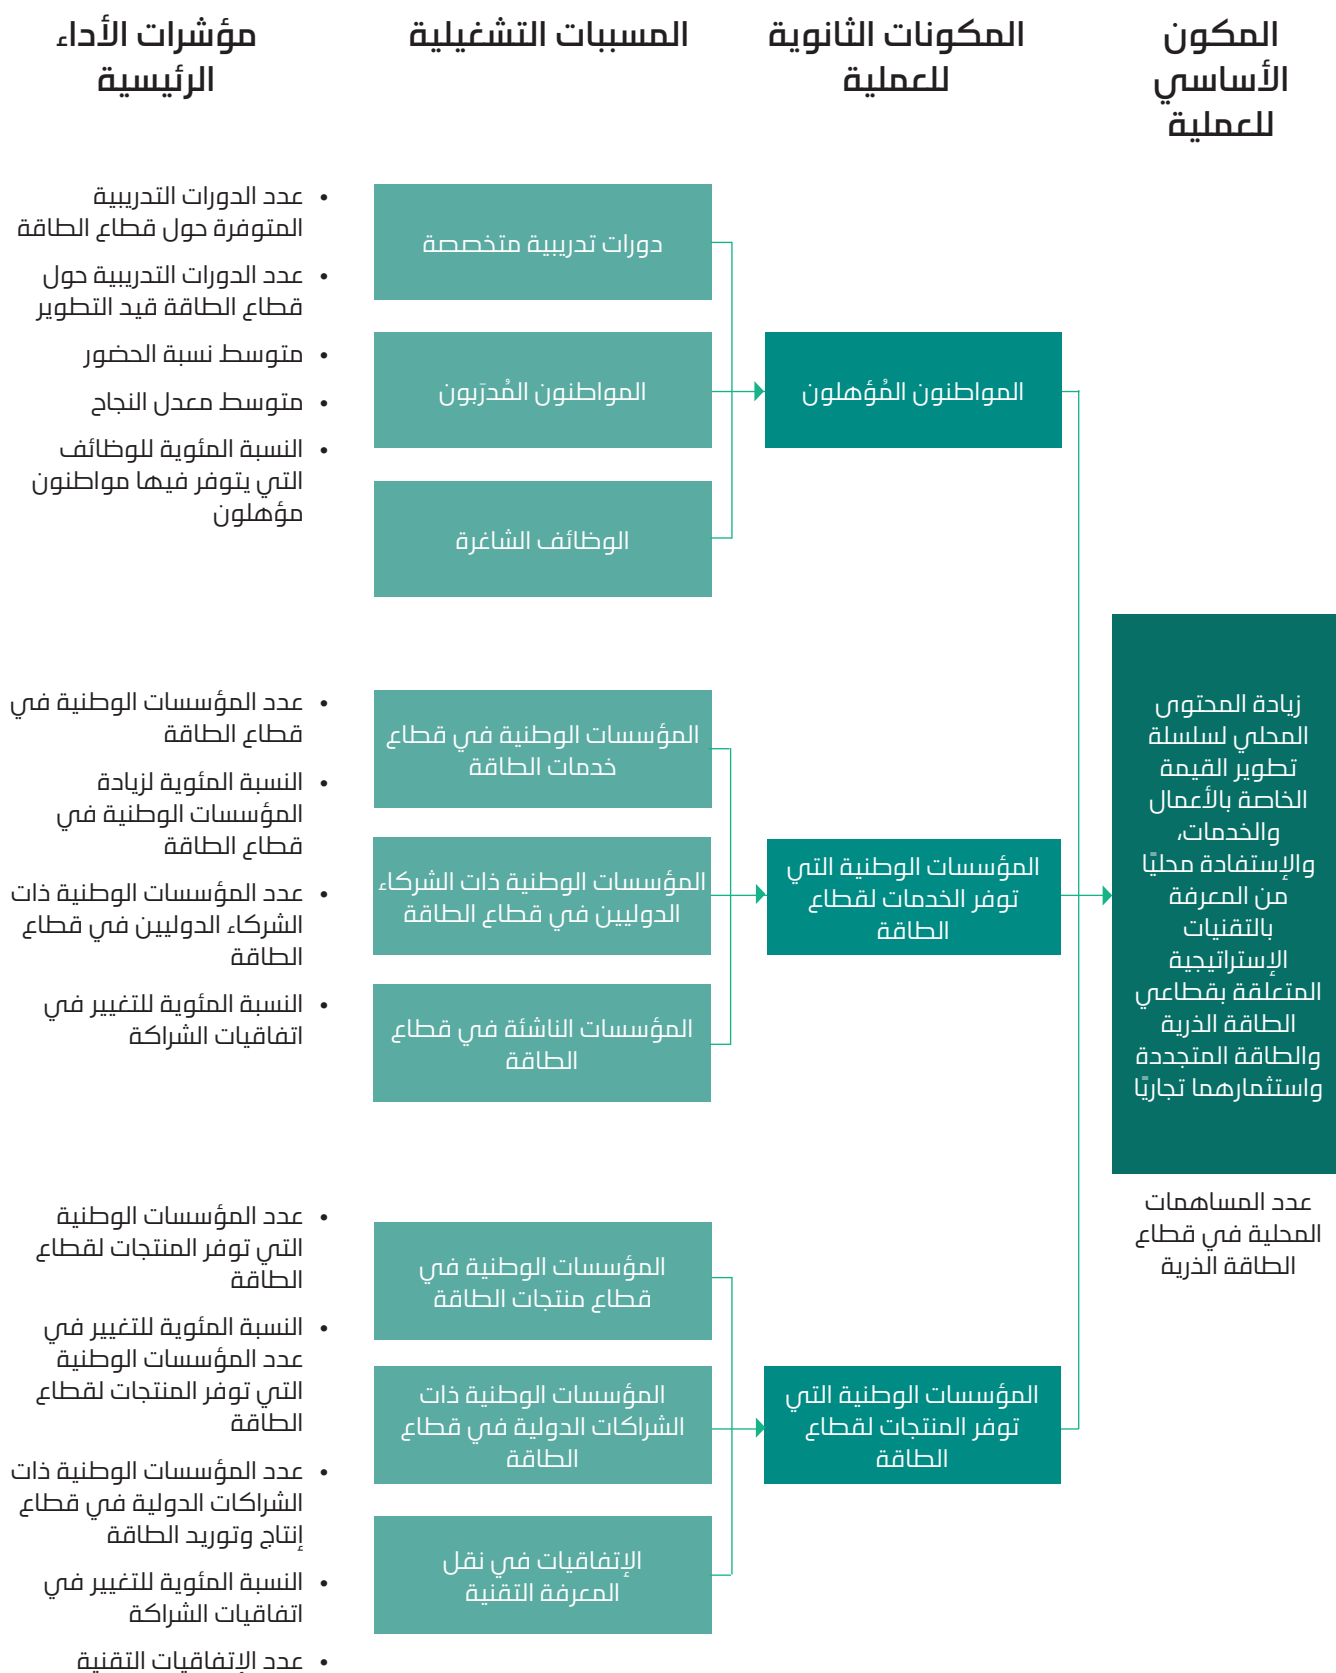 المكون
الأساسي
للعملية
المكونات الثانوية
للعملية
المسببات التشغيلية
مؤشرات الأداء
الرئيسية
زيادة المحتوى
المحلي لسلسلة
تطوير القيمة
الخاصة بالأعمال
والخدمات،
والإستفادة محليًا
من المعرفة
بالتقنيات
الإستراتيجية
المتعلقة بقطاعي
الطاقة الذرية
والطاقة المتجددة
واستثمارهما تجاريًا
عدد المساهمات
المحلية في قطاع
الطاقة الذرية
المواطنون المُؤهلون
دورات تدريبية متخصصة
المواطنون المُدرَبون
الوظائف الشاغرة
• عدد الدورات التدريبية
المتوفرة حول قطاع الطاقة
• عدد الدورات التدريبية حول
قطاع الطاقة قيد التطوير
• متوسط نسبة الحضور
• متوسط معدل النجاح
• النسبة المئوية للوظائف
التي يتوفر فيها مواطنون
مؤهلون
المؤسسات الوطنية التي
توفر الخدمات لقطاع
الطاقة
المؤسسات الوطنية في قطاع
خدمات الطاقة
المؤسسات الوطنية ذات الشركاء
الدوليين في قطاع الطاقة
المؤسسات الناشئة في قطاع
الطاقة
• عدد المؤسسات الوطنية في
قطاع الطاقة
• النسبة المئوية لزيادة
المؤسسات الوطنية في
قطاع الطاقة
• عدد المؤسسات الوطنية ذات
الشركاء الدوليين في قطاع
الطاقة
• النسبة المئوية للتغيير في
اتفاقيات الشراكة
المؤسسات الوطنية التي
توفر المنتجات لقطاع
الطاقة
المؤسسات الوطنية في
قطاع منتجات الطاقة
المؤسسات الوطنية ذات
الشراكات الدولية في قطاع
الطاقة
الإتفاقيات في نقل
المعرفة التقنية
• عدد المؤسسات الوطنية
التي توفر المنتجات لقطاع
الطاقة
• النسبة المئوية للتغيير في
عدد المؤسسات الوطنية
التي توفر المنتجات لقطاع
الطاقة
• عدد المؤسسات الوطنية ذات
الشراكات الدولية في قطاع
إنتاج وتوريد الطاقة
• النسبة المئوية للتغيير في
اتفاقيات الشراكة
• عدد الإتفاقيات التقنية